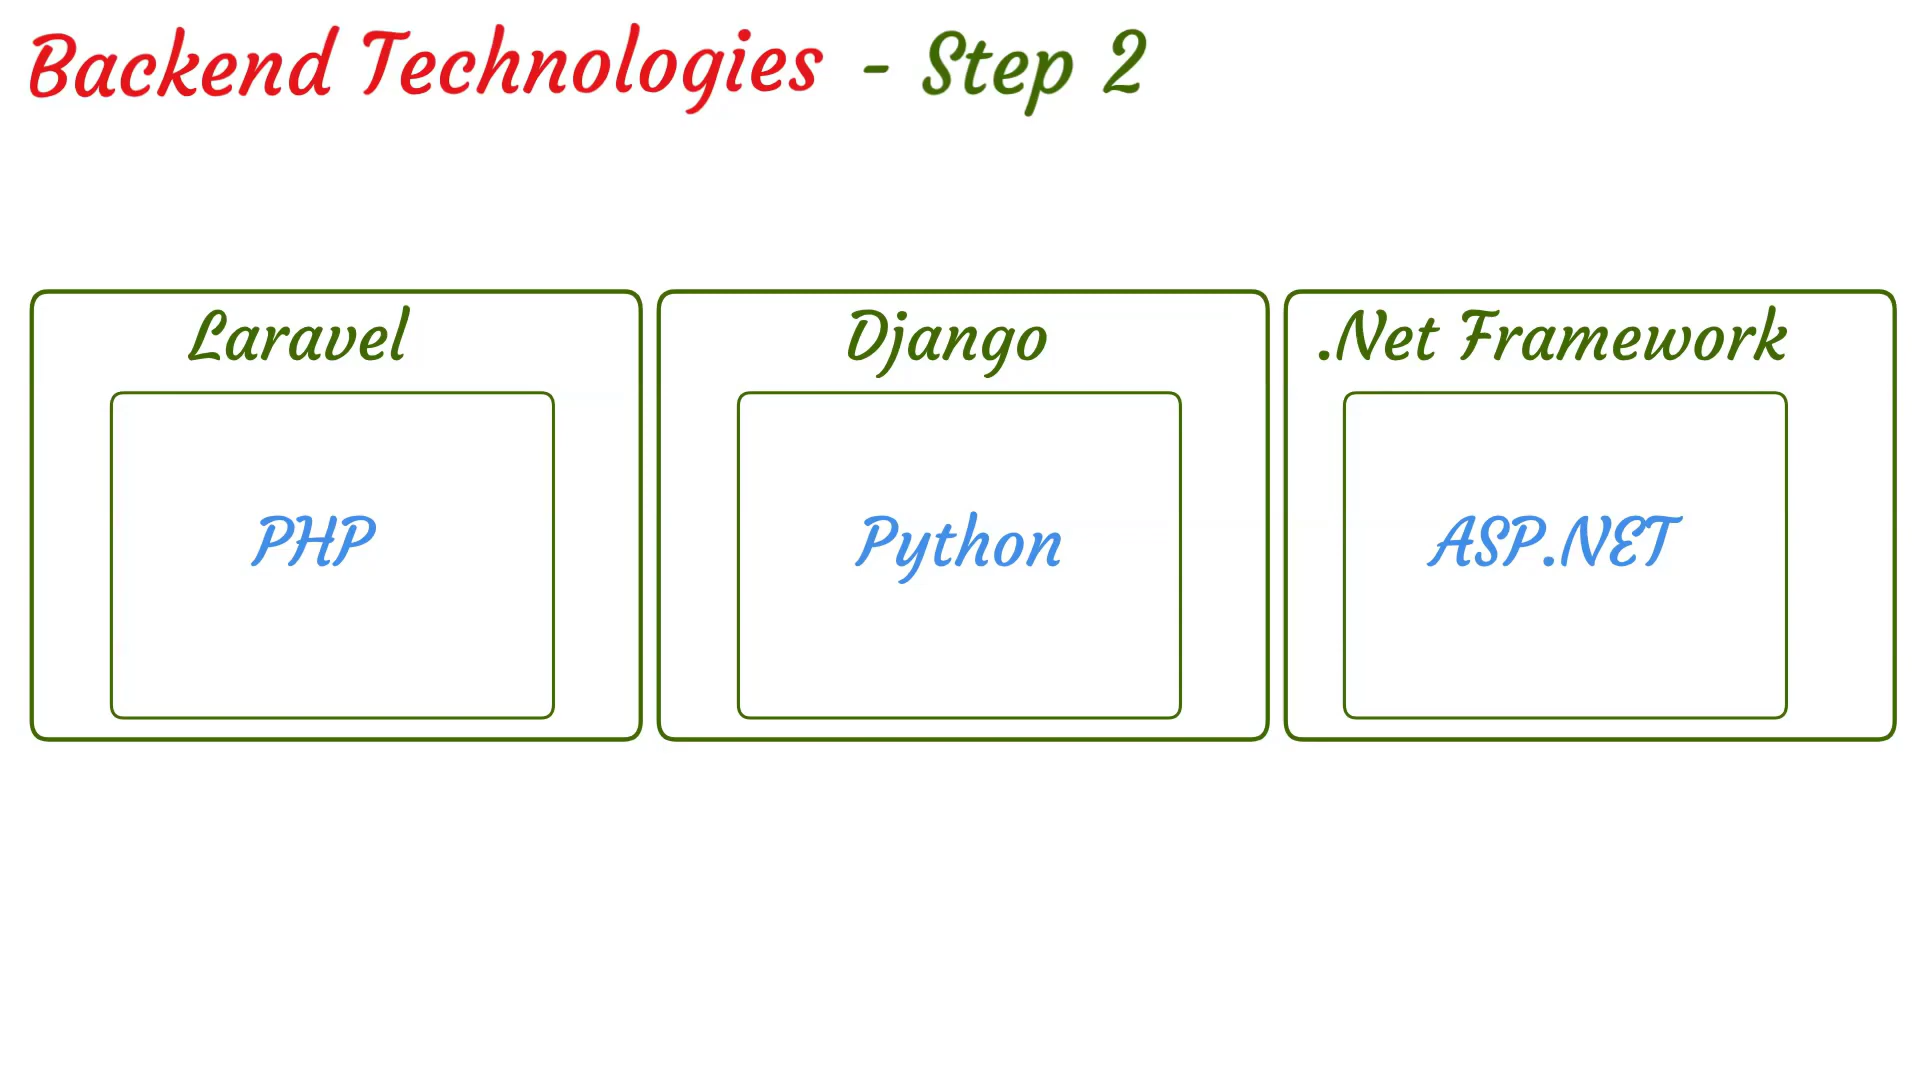 Backend Technologies - Step 2
Laravel
PHP
Django
Python
.Net Framework
ASP.NET